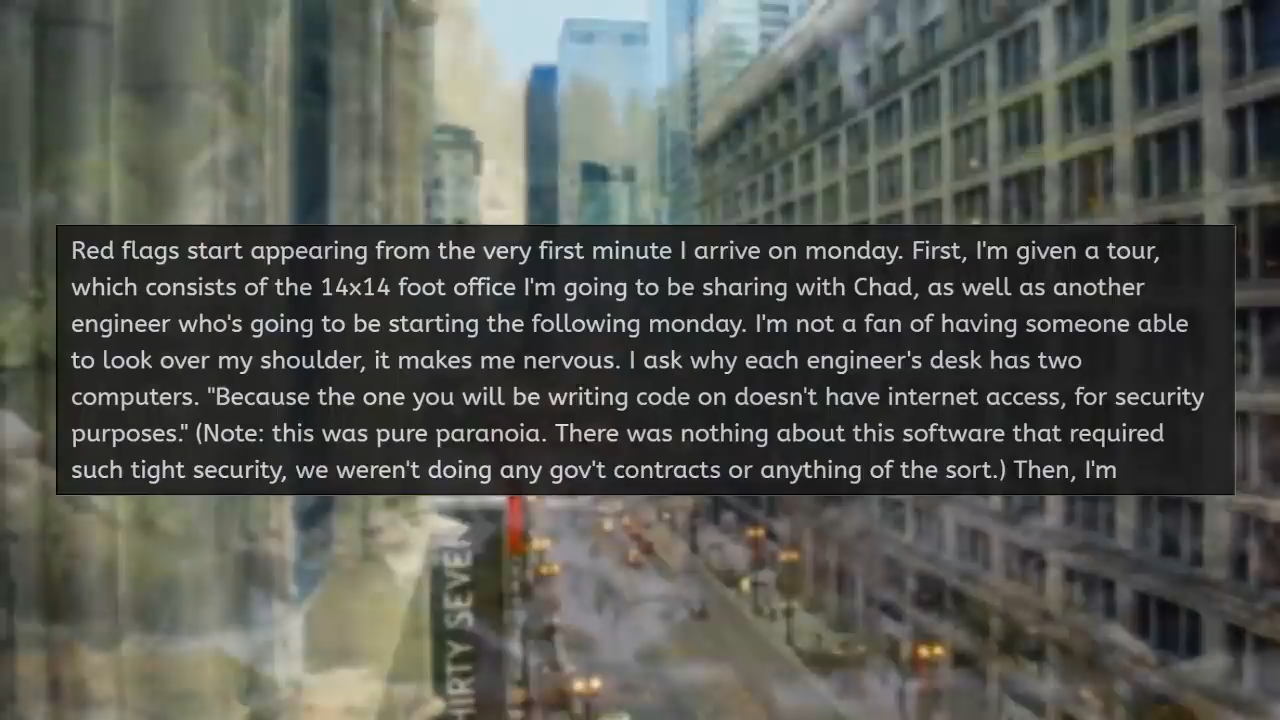 Red flags start appearing from the very first minute I arrive on monday. First, I'm given a tour,
which consists of the 14x14 foot office I'm going to be sharing with Chad, as well as another
engineer who's going to be starting the following monday. I'm not a fan of having someone able
to look over my shoulder, it makes me nervous. I ask why each engineer's desk has two
computers. "Because the one you will be writing code on doesn't have internet access, for security
purposes." (Note: this was pure paranoia. There was nothing about this software that required
such tight security, we weren't doing any gov't contracts or anything of the sort.) Then, I'm
HIRTY SEVEN